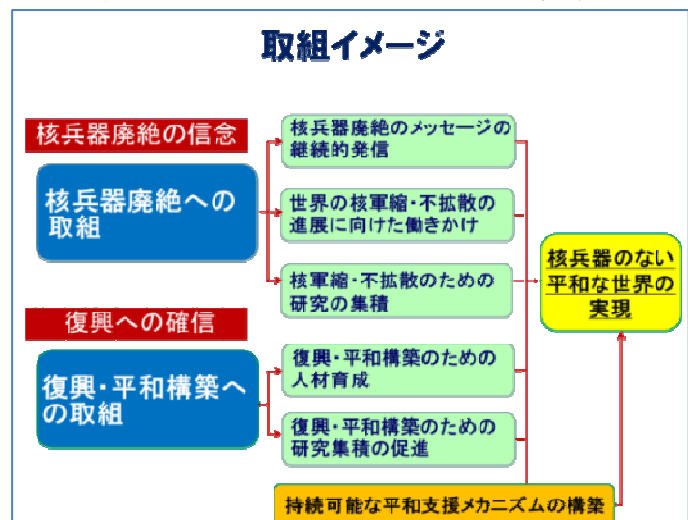 取組イメージ
核兵器廃絶の信念
核兵器廃絶への
取組
核兵器廃絶のメッセージの
継続的発信
世界の核軍縮・不拡散の
進展に向けた働きかけ
核軍縮・不拡散のための
研究の集積
復興への確信
復興・平和構築へ
の取組
復興・平和構築のための
人材育成
復興・平和構築のための
研究集積の促進
持続可能な平和支援メカニズムの構築
核兵器のない
平和な世界の
実現